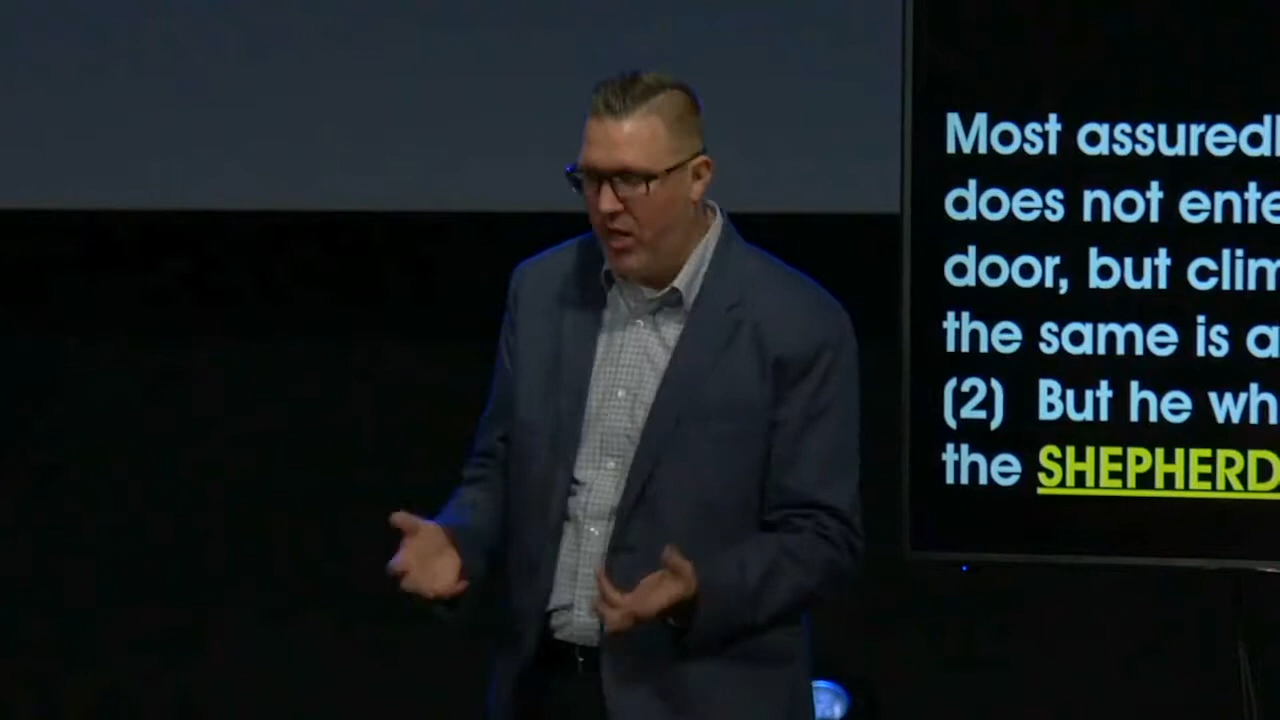 Most assuredl
does not ente
door, but clim
the same is a
(2) But he wh
the SHEPHERD